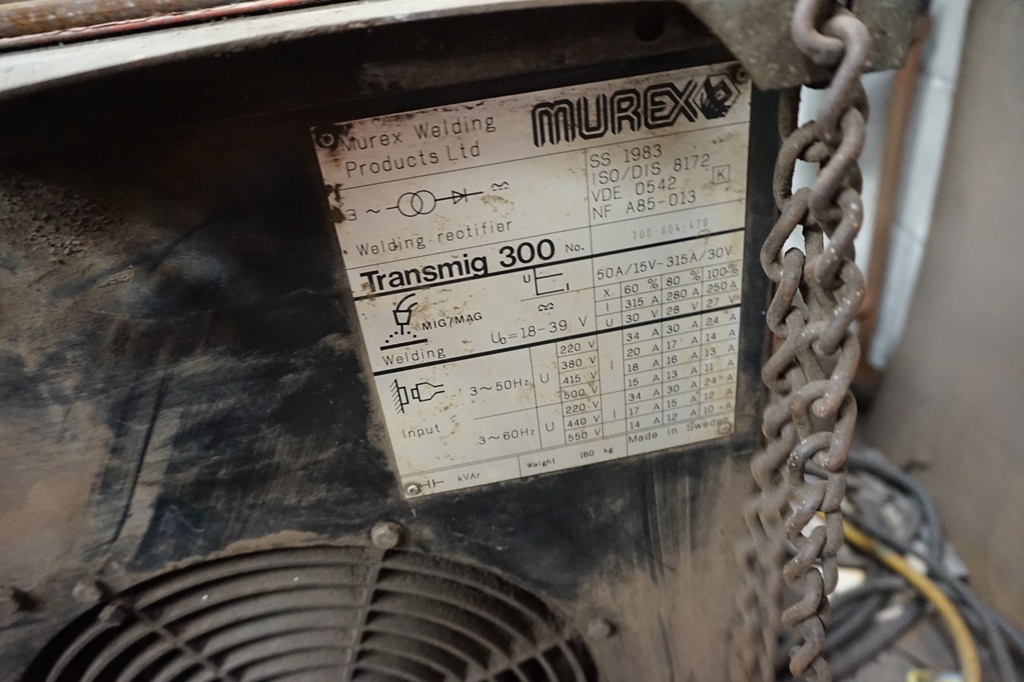 Murex Welding
Products Ltd
MUREX
3~
SS 1983
ISO/DIS 8172
VDE 0542 K
NF A85-013
Welding rectifier
Transmig 300 No.
MIG/MAG
Welding
U I
U₀=18-39 V
50A/15V-315A/30V
X 60 % 80 % 100%
I 315 A 280 A 250 A
U 30 V 28 V 27 V
Input
3~50Hz U I
220 V 34 A 30 A 24 A
380 V 20 A 17 A 14 A
415 V 18 A 16 A 13 A
500 V 15 A 13 A 11 A
3~60Hz U I
220 V 34 A 30 A 24 A
440 V 17 A 15 A 12 A
550 V 14 A 12 A 10 A
kVAr
Weight 160 kg
Made in Sweden